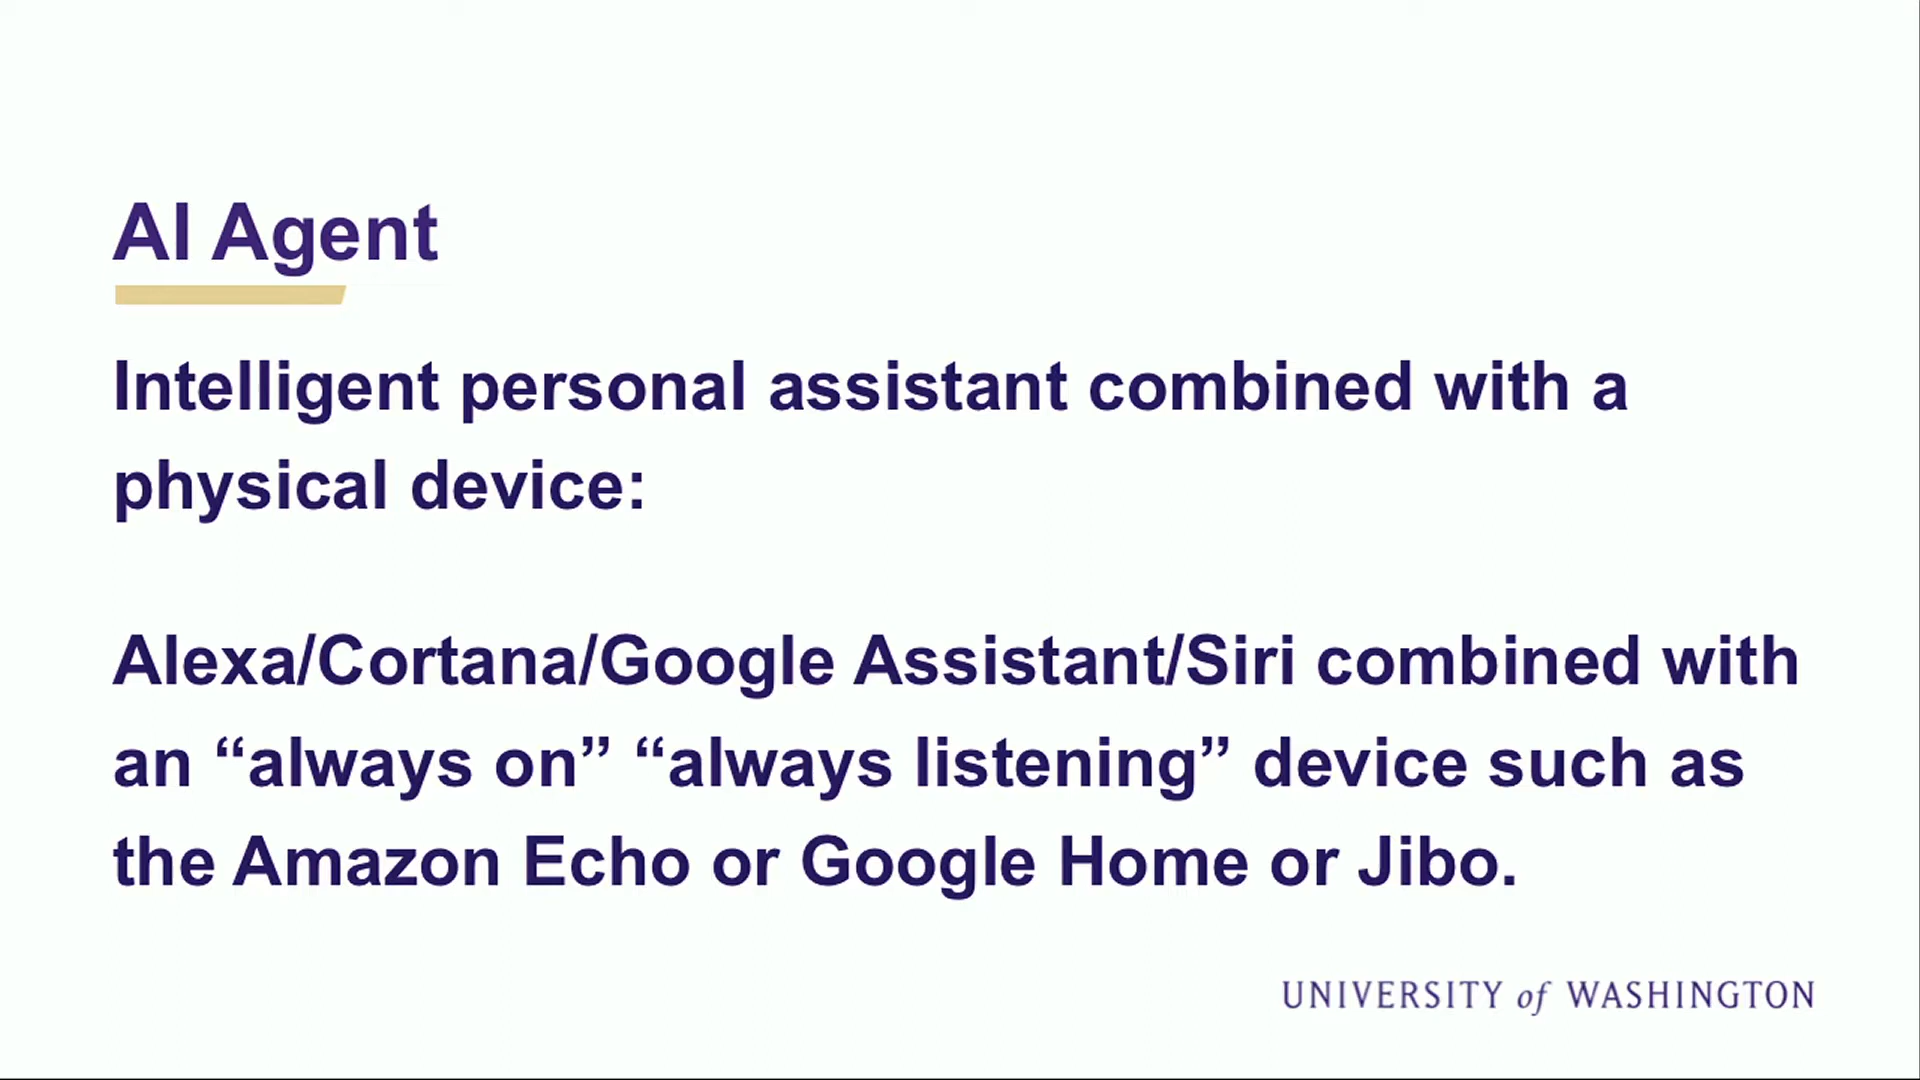 AI Agent
Intelligent personal assistant combined with a
physical device:
Alexa/Cortana/Google Assistant/Siri combined with
an “always on” “always listening” device such as
the Amazon Echo or Google Home or Jibo.
UNIVERSITY of WASHINGTON